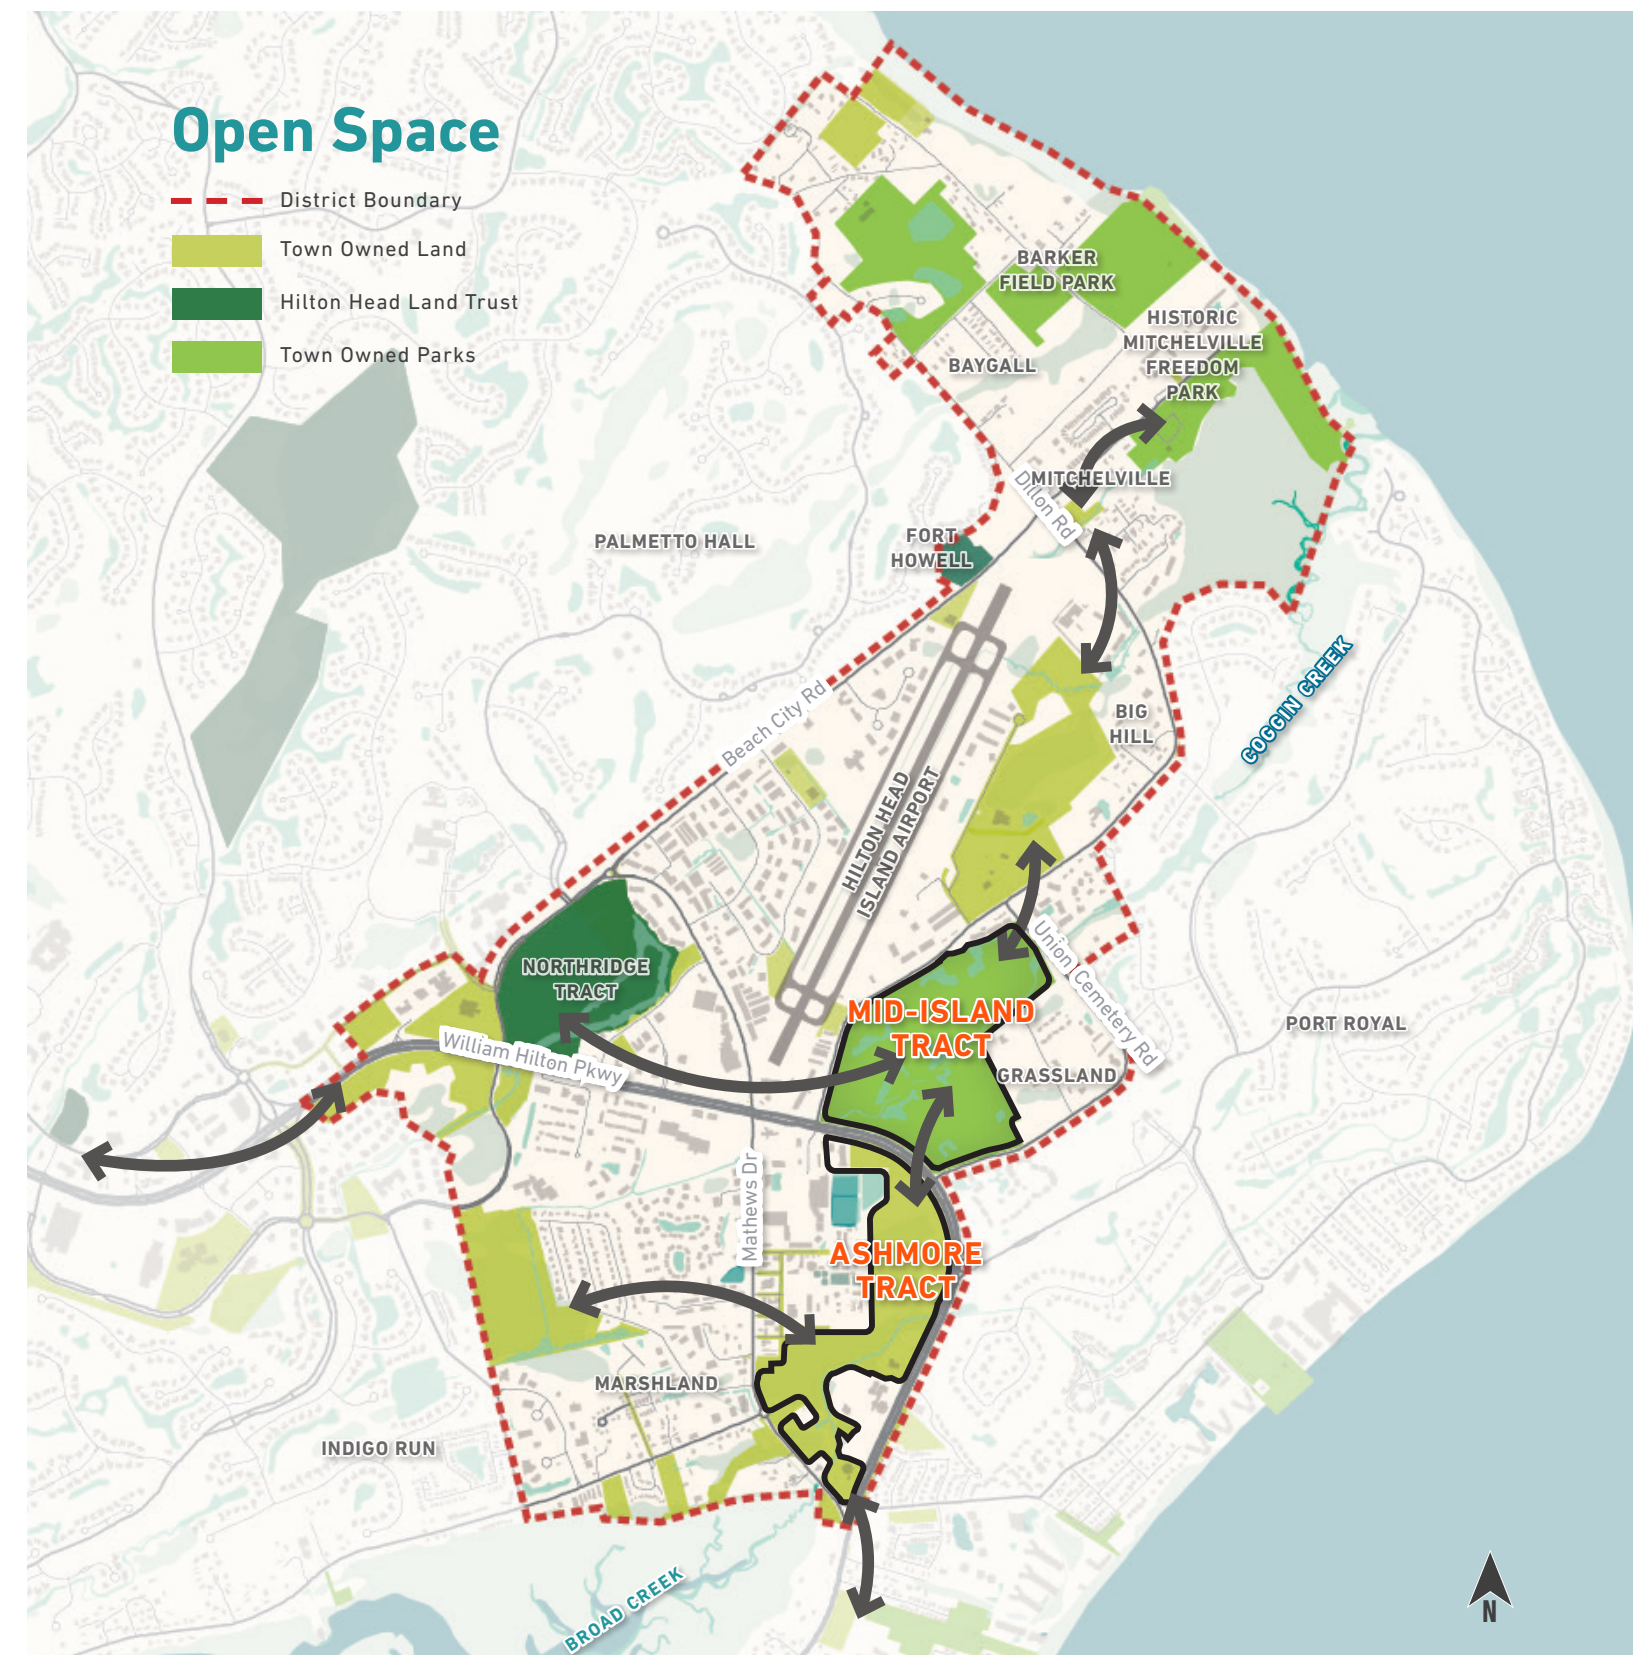 Open Space
District Boundary
Town Owned Land
Hilton Head Land Trust
Town Owned Parks
BARKER
FIELD PARK
HISTORIC
MITCHELVILLE
FREEDOM
PARK
BAYGALL
MITCHELVILLE
Dillon Rd
FORT
HOWELL
PALMETTO HALL
COGGIN CREEK
Beach City Rd
BIG
HILL
HILTON HEAD
ISLAND AIRPORT
Union Cemetery Rd
NORTHRIDGE
TRACT
MID-ISLAND
TRACT
PORT ROYAL
William Hilton Pkwy
GRASSLAND
Mathews Dr
ASHMORE
TRACT
MARSHLAND
INDIGO RUN
BROAD CREEK
N